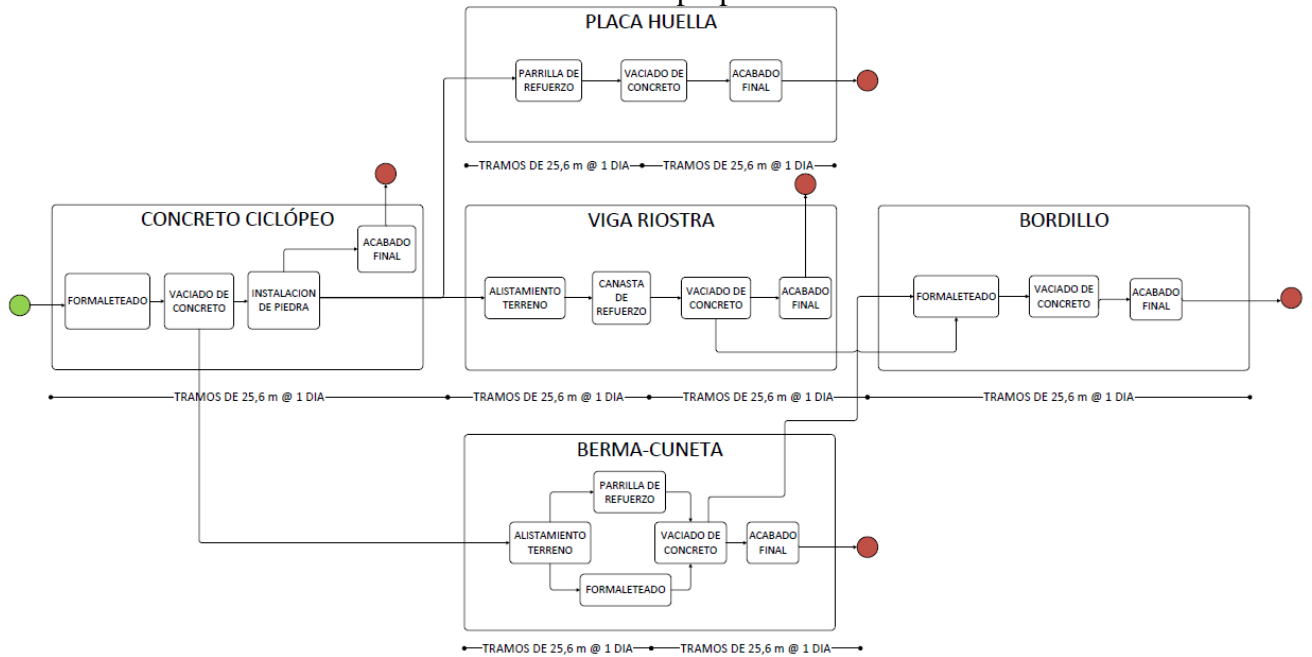 PLACA HUELLA
PARRILLA DE
REFUERZO
VACIADO DE
CONCRETO
ACABADO
FINAL
TRAMOS DE 25,6 m @ 1 DIA
TRAMOS DE 25,6 m @ 1 DIA
CONCRETO CICLÓPEO
FORMALETEADO
VACIADO DE
CONCRETO
INSTALACION
DE PIEDRA
ACABADO
FINAL
VIGA RIOSTRA
ALISTAMIENTO
TERRENO
CANASTA
DE
REFUERZO
VACIADO DE
CONCRETO
ACABADO
FINAL
BORDILLO
FORMALETEADO
VACIADO DE
CONCRETO
ACABADO
FINAL
TRAMOS DE 25,6 m @ 1 DIA
TRAMOS DE 25,6 m @ 1 DIA
TRAMOS DE 25,6 m @ 1 DIA
TRAMOS DE 25,6 m @ 1 DIA
BERMA-CUNETA
PARRILLA DE
REFUERZO
ALISTAMIENTO
TERRENO
VACIADO DE
CONCRETO
ACABADO
FINAL
FORMALETEADO
TRAMOS DE 25,6 m @ 1 DIA
TRAMOS DE 25,6 m @ 1 DIA